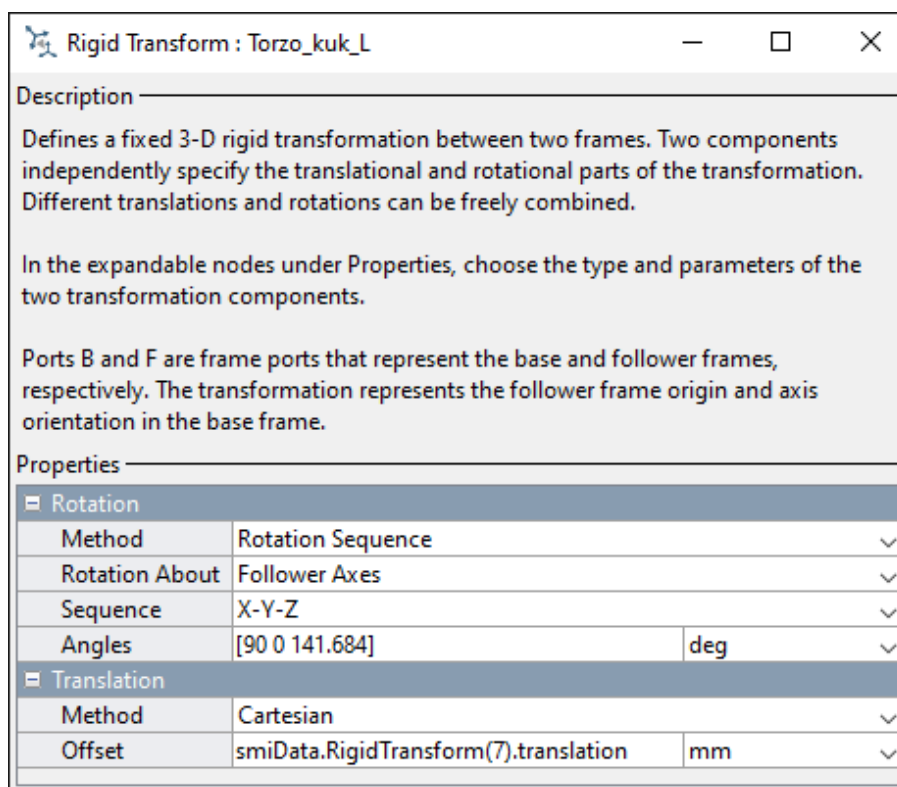 Rigid Transform : Torzo_kuk_L
Description
Defines a fixed 3-D rigid transformation between two frames. Two components
independently specify the translational and rotational parts of the transformation.
Different translations and rotations can be freely combined.
In the expandable nodes under Properties, choose the type and parameters of the
two transformation components.
Ports B and F are frame ports that represent the base and follower frames,
respectively. The transformation represents the follower frame origin and axis
orientation in the base frame.
Properties
Rotation
Method Rotation Sequence
Rotation About Follower Axes
Sequence X-Y-Z
Angles [90 0 141.684] deg
Translation
Method Cartesian
Offset smiData.RigidTransform(7).translation mm